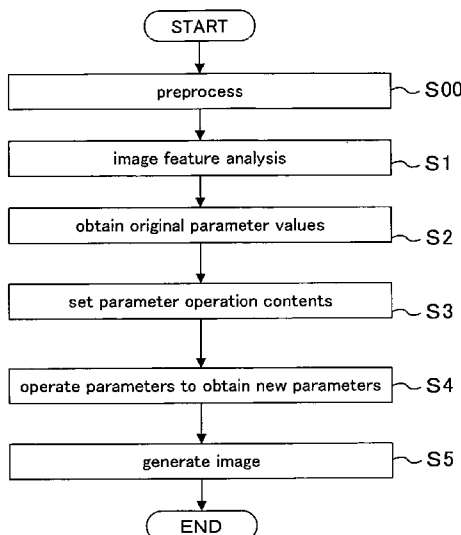 START
preprocess
S00
image feature analysis
S1
obtain original parameter values
S2
set parameter operation contents
S3
operate parameters to obtain new parameters
S4
generate image
S5
END